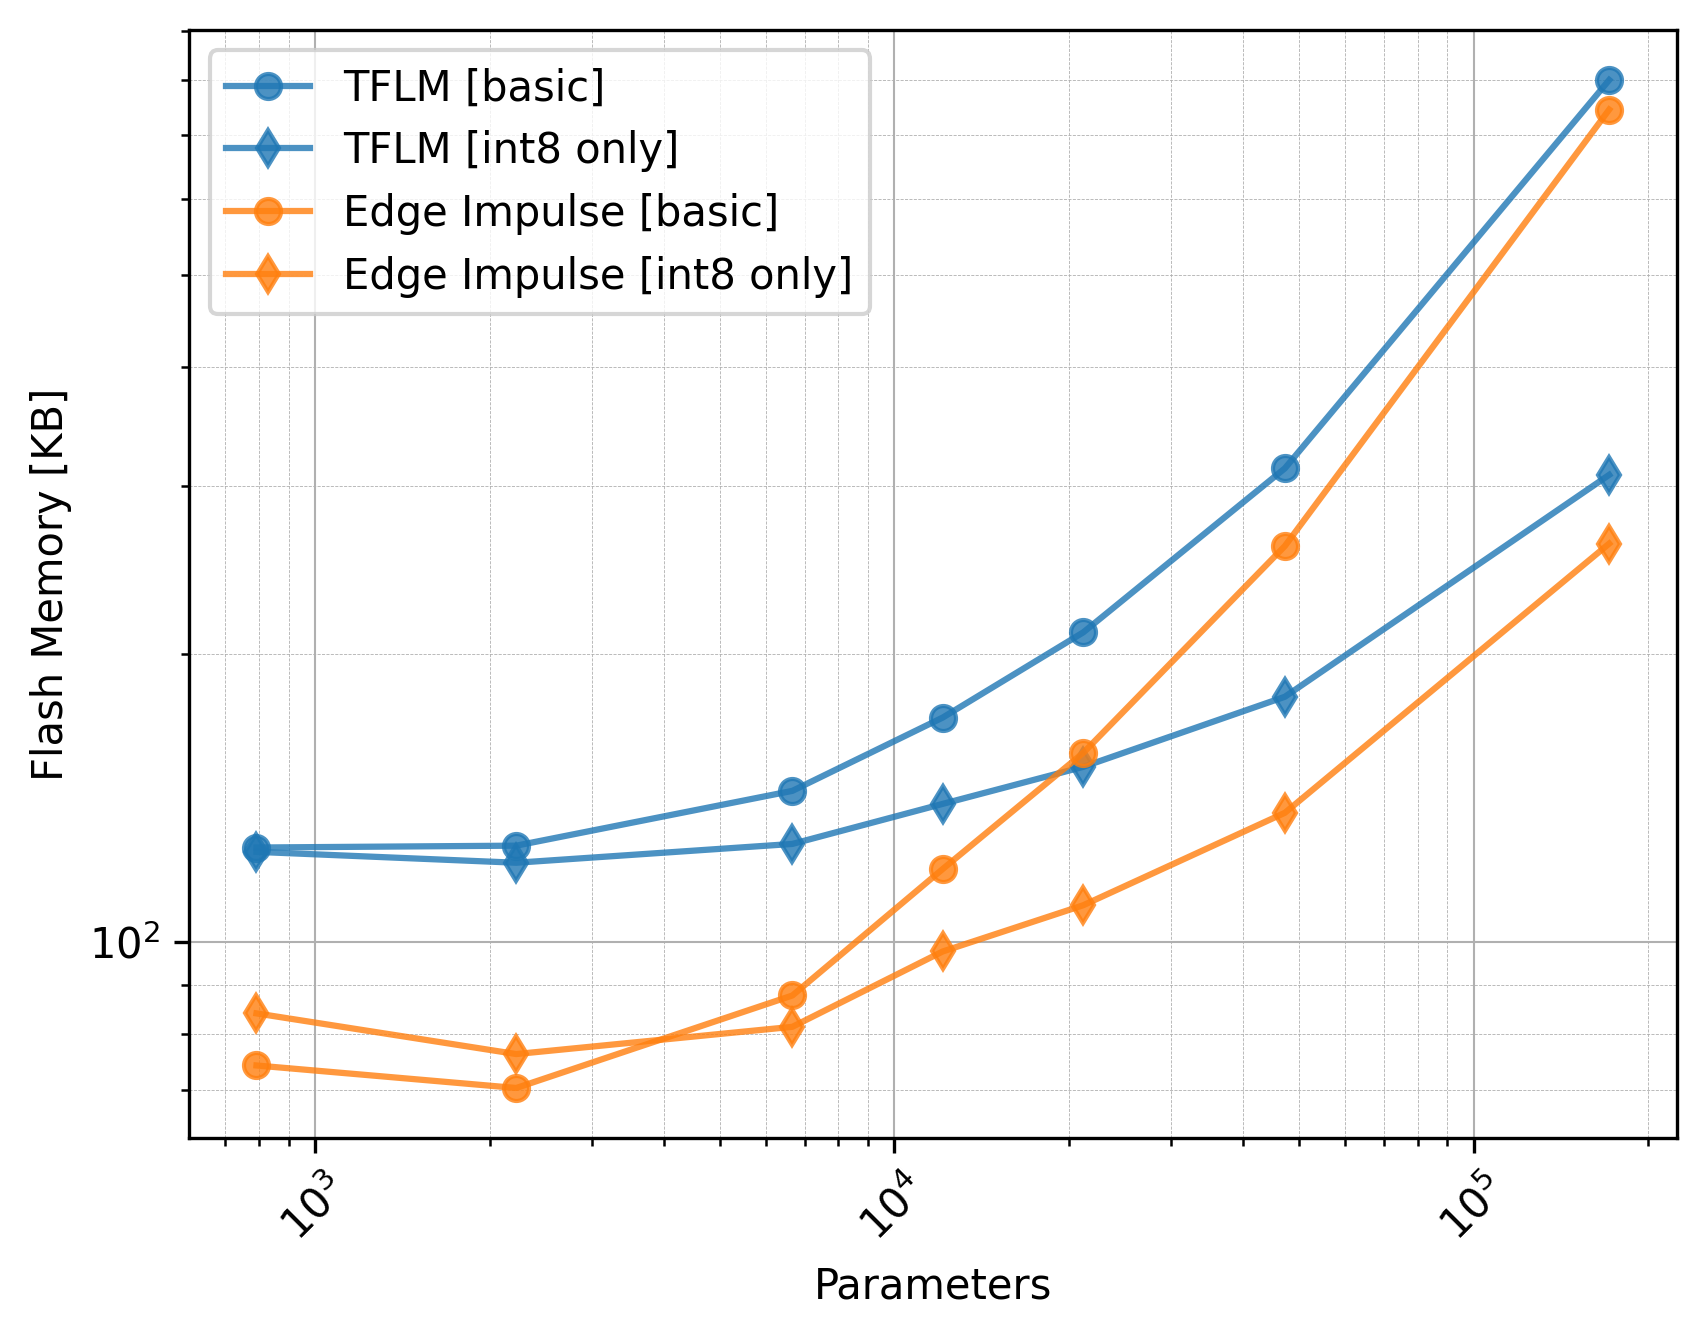 TFLM [basic]
TFLM [int8 only]
Edge Impulse [basic]
Edge Impulse [int8 only]
Flash Memory [KB]
10²
10³
10⁴
10⁵
Parameters